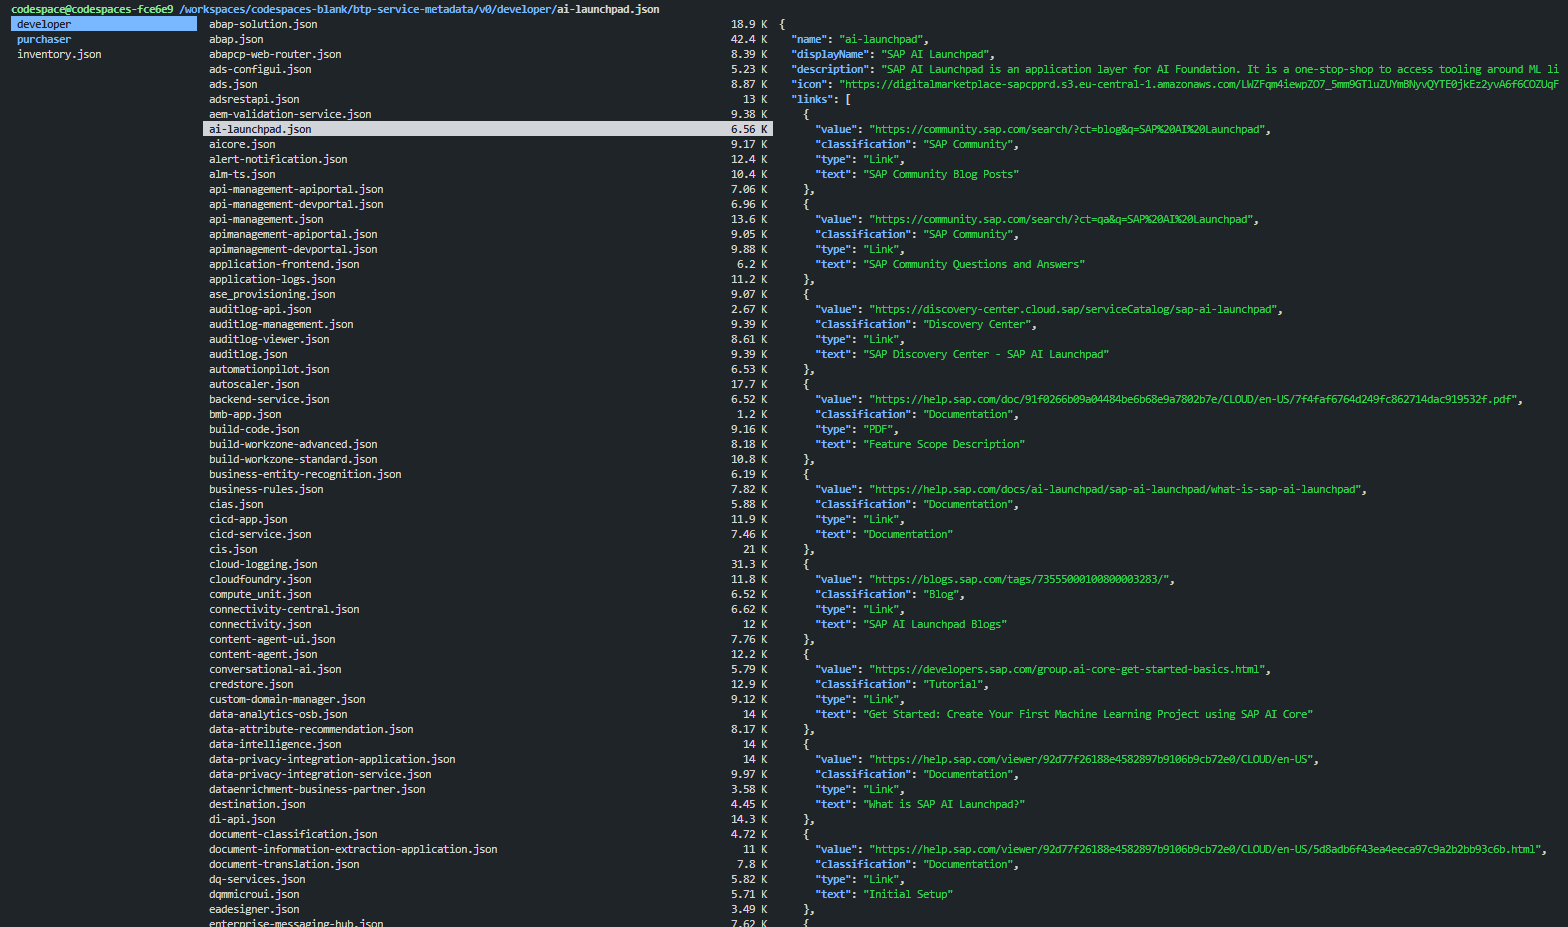 codespace@codespaces-fce6e9 /workspaces/codespaces-blank/btp-service-metadata/v0/developer/ai-launchpad.json
developer
purchaser
inventory.json
abap-solution.json 18.9 K
abap.json 42.4 K
abapcp-web-router.json 8.39 K
ads-configui.json 5.23 K
ads.json 8.87 K
adsrestapi.json 13 K
aem-validation-service.json 9.38 K
ai-launchpad.json 6.56 K
aicore.json 9.17 K
alert-notification.json 12.4 K
alm-ts.json 10.4 K
api-management-apiportal.json 7.06 K
api-management-devportal.json 6.96 K
api-management.json 13.6 K
apimanagement-apiportal.json 9.05 K
apimanagement-devportal.json 9.88 K
application-frontend.json 6.2 K
application-logs.json 11.2 K
ase_provisioning.json 9.07 K
auditlog-api.json 2.67 K
auditlog-management.json 9.39 K
auditlog-viewer.json 8.61 K
auditlog.json 9.39 K
automationpilot.json 6.53 K
autoscaler.json 17.7 K
backend-service.json 6.52 K
bmb-app.json 1.2 K
build-code.json 9.16 K
build-workzone-advanced.json 8.18 K
build-workzone-standard.json 10.8 K
business-entity-recognition.json 6.19 K
business-rules.json 7.82 K
cias.json 5.88 K
cicd-app.json 11.9 K
cicd-service.json 7.46 K
cis.json 21 K
cloud-logging.json 31.3 K
cloudfoundry.json 11.8 K
compute_unit.json 6.52 K
connectivity-central.json 6.62 K
connectivity.json 12 K
content-agent-ui.json 7.76 K
content-agent.json 12.2 K
conversational-ai.json 5.79 K
credstore.json 12.9 K
custom-domain-manager.json 9.12 K
data-analytics-osb.json 14 K
data-attribute-recommendation.json 8.17 K
data-intelligence.json 14 K
data-privacy-integration-application.json 14 K
data-privacy-integration-service.json 9.97 K
dataenrichment-business-partner.json 3.58 K
destination.json 4.45 K
di-api.json 14.3 K
document-classification.json 4.72 K
document-information-extraction-application.json 11 K
document-translation.json 7.8 K
dq-services.json 5.82 K
dqmmicroui.json 5.71 K
eadesigner.json 3.49 K
enterprise-messaging-hub.json 7.62 K
{
"name": "ai-launchpad",
"displayName": "SAP AI Launchpad",
"description": "SAP AI Launchpad is an application layer for AI Foundation. It is a one-stop-shop to access tooling around ML li
"icon": "https://digitalmarketplace-sapcpprd.s3.eu-central-1.amazonaws.com/LWZFqm4iewpZO7_5mm9GTluZUYmBNyvQYTE0jkEz2yvA6f6COZUqF
"links": [
{
"value": "https://community.sap.com/search/?ct=blog&q=SAP%20AI%20Launchpad",
"classification": "SAP Community",
"type": "Link",
"text": "SAP Community Blog Posts"
},
{
"value": "https://community.sap.com/search/?ct=qa&q=SAP%20AI%20Launchpad",
"classification": "SAP Community",
"type": "Link",
"text": "SAP Community Questions and Answers"
},
{
"value": "https://discovery-center.cloud.sap/serviceCatalog/sap-ai-launchpad",
"classification": "Discovery Center",
"type": "Link",
"text": "SAP Discovery Center - SAP AI Launchpad"
},
{
"value": "https://help.sap.com/doc/91f0266b09a04484be6b68e9a7802b7e/CLOUD/en-US/7f4faf6764d249fc862714dac919532f.pdf",
"classification": "Documentation",
"type": "PDF",
"text": "Feature Scope Description"
},
{
"value": "https://help.sap.com/docs/ai-launchpad/sap-ai-launchpad/what-is-sap-ai-launchpad",
"classification": "Documentation",
"type": "Link",
"text": "Documentation"
},
{
"value": "https://blogs.sap.com/tags/73555000100800003283/",
"classification": "Blog",
"type": "Link",
"text": "SAP AI Launchpad Blogs"
},
{
"value": "https://developers.sap.com/group.ai-core-get-started-basics.html",
"classification": "Tutorial",
"type": "Link",
"text": "Get Started: Create Your First Machine Learning Project using SAP AI Core"
},
{
"value": "https://help.sap.com/viewer/92d77f26188e4582897b9106b9cb72e0/CLOUD/en-US",
"classification": "Documentation",
"type": "Link",
"text": "What is SAP AI Launchpad?"
},
{
"value": "https://help.sap.com/viewer/92d77f26188e4582897b9106b9cb72e0/CLOUD/en-US/5d8adb6f43ea4eeca97c9a2b2bb93c6b.html",
"classification": "Documentation",
"type": "Link",
"text": "Initial Setup"
},
{